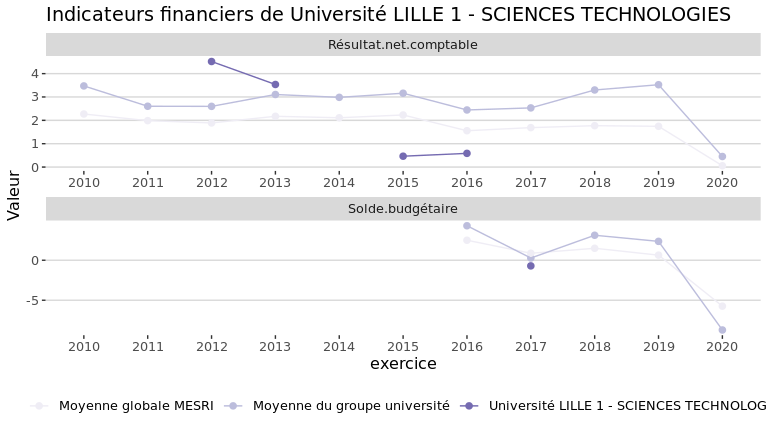 Indicateurs financiers de Université LILLE 1 - SCIENCES TECHNOLOGIES
Résultat.net.comptable
4
3
2
1
0
2010 2011 2012 2013 2014 2015 2016 2017 2018 2019 2020
Valeur
Solde.budgétaire
0
-5
2010 2011 2012 2013 2014 2015 2016 2017 2018 2019 2020
exercice
Moyenne globale MESRI Moyenne du groupe université Université LILLE 1 - SCIENCES TECHNOLOG